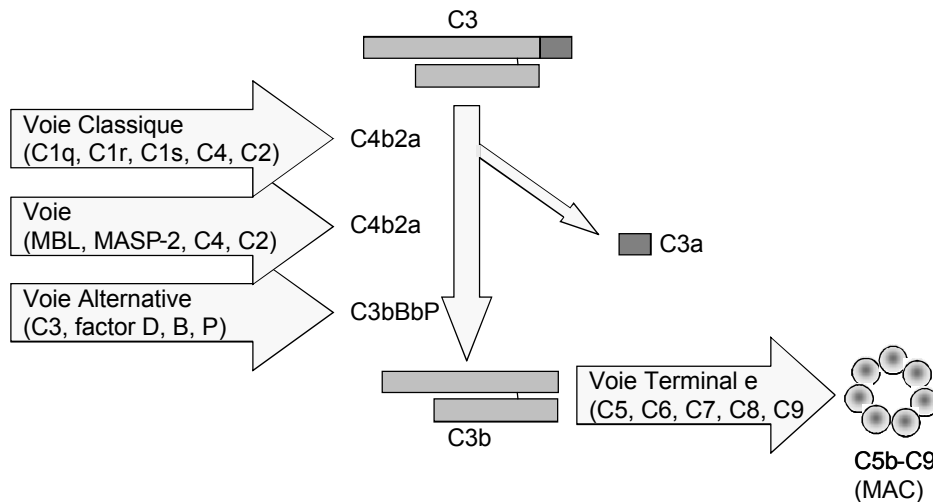 C3
Voie Classique
(C1q, C1r, C1s, C4, C2)
C4b2a
Voie
(MBL, MASP-2, C4, C2)
C4b2a
C3a
Voie Alternative
(C3, factor D, B, P)
C3bBbP
Voie Terminal e
(C5, C6, C7, C8, C9
C3b
C5b-C9
(MAC)